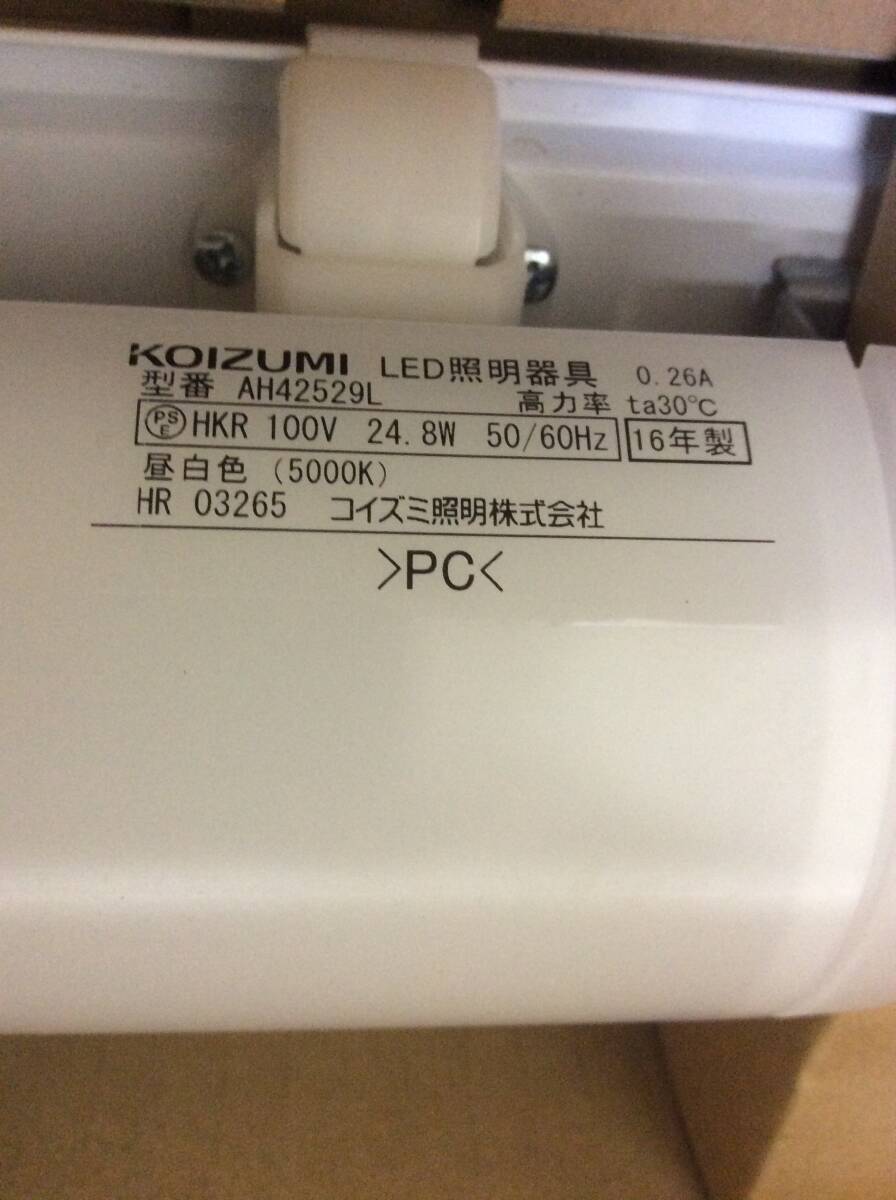 KOIZUMI LED照明器具 0.26A
型番 AH42529L 高力率 ta30℃
PSE HKR 100V 24.8W 50/60Hz 16年製
昼白色 (5000K)
HR 03265 コイズミ照明株式会社
>PC<